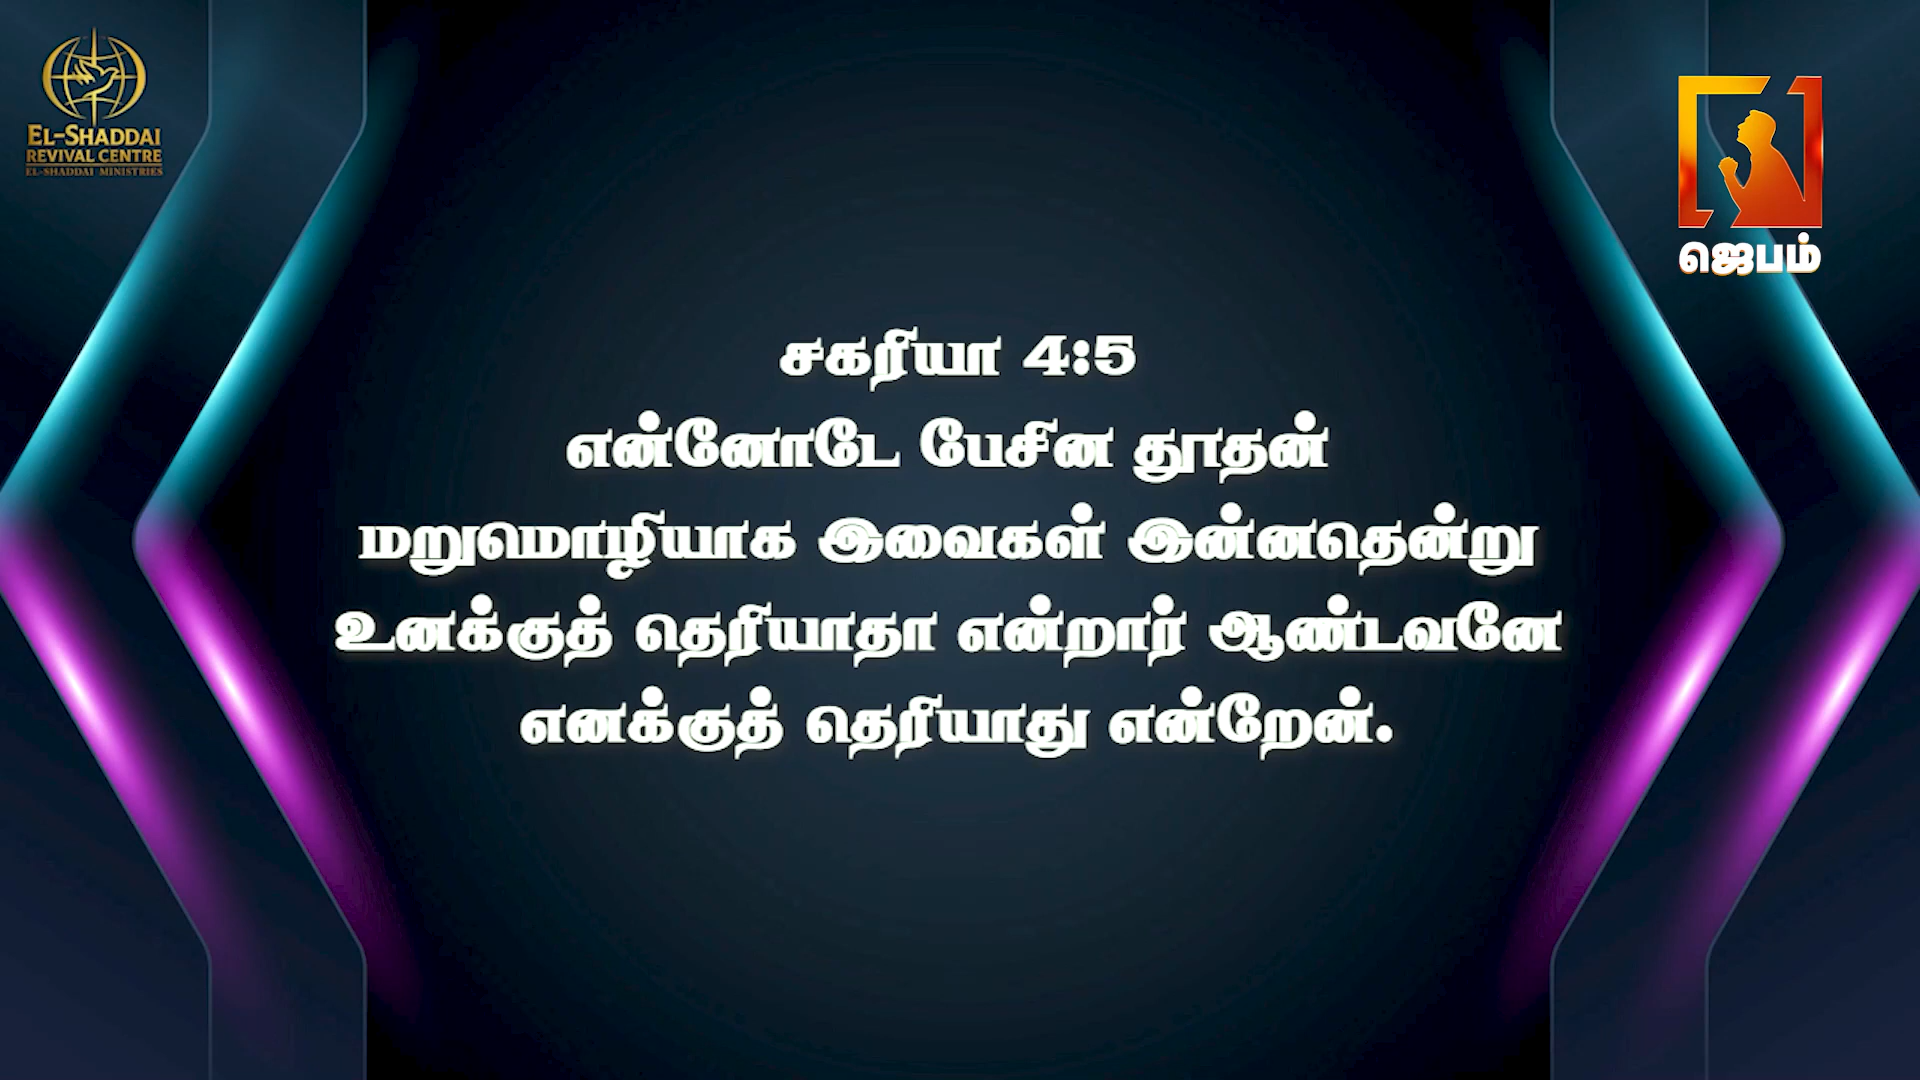 EL-SHADDAI
REVIVAL CENTRE
EL-SHADDAI MINISTRIES
ஜெபம்
சகரியா 4:5
என்னோடே பேசின தூதன்
மறுமொழியாக இவைகள் இன்னதென்று
உனக்குத் தெரியாதா என்றார் ஆண்டவனே
எனக்குத் தெரியாது என்றேன்.